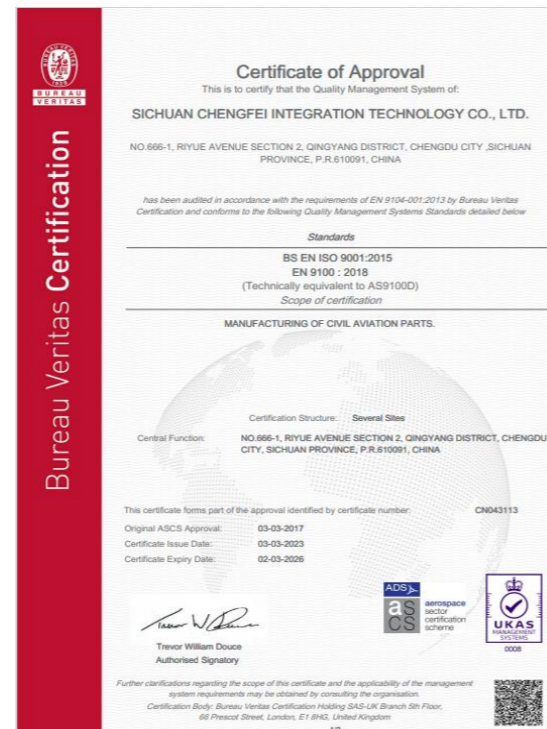 BUREAU
VERITAS
Bureau Veritas Certification
Certificate of Approval
This is to certify that the Quality Management System of:
SICHUAN CHENGFEI INTEGRATION TECHNOLOGY CO., LTD.
NO.666-1, RIYUE AVENUE SECTION 2, QINGYANG DISTRICT, CHENGDU CITY ,SICHUAN
PROVINCE, P.R.610091, CHINA
has been audited in accordance with the requirements of EN 9104-001:2013 by Bureau Veritas
Certification and conforms to the following Quality Management Systems Standards detailed below
Standards
BS EN ISO 9001:2015
EN 9100 : 2018
(Technically equivalent to AS9100D)
Scope of certification
MANUFACTURING OF CIVIL AVIATION PARTS.
Certification Structure: Several Sites
Central Function: NO.666-1, RIYUE AVENUE SECTION 2, QINGYANG DISTRICT, CHENGDU
CITY, SICHUAN PROVINCE, P.R.610091, CHINA
This certificate forms part of the approval identified by certificate number: CN043113
Original ASCS Approval: 03-03-2017
Certificate Issue Date: 03-03-2023
Certificate Expiry Date: 02-03-2026
ADS
as
CS
aerospace
sector
certification
scheme
UKAS
MANAGEMENT
SYSTEMS
0008
Trevor William Douce
Authorised Signatory
Further clarifications regarding the scope of this certificate and the applicability of the management
system requirements may be obtained by consulting the organisation.
Certification Body: Bureau Veritas Certification Holding SAS-UK Branch 5th Floor,
66 Prescot Street, London, E1 8HG, United Kingdom